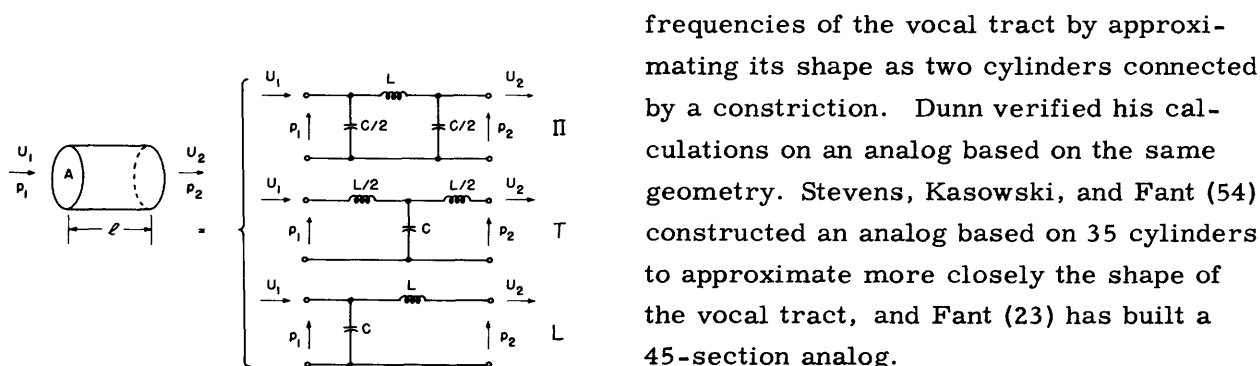 U₁
p₁
A
ℓ
U₂
p₂
=
U₁
L
U₂
p₁
C/2
C/2
p₂
Π
U₁
L/2
L/2
U₂
p₁
C
p₂
T
U₁
L
U₂
p₁
C
p₂
L
frequencies of the vocal tract by approxi-
mating its shape as two cylinders connected
by a constriction. Dunn verified his cal-
culations on an analog based on the same
geometry. Stevens, Kasowski, and Fant (54)
constructed an analog based on 35 cylinders
to approximate more closely the shape of
the vocal tract, and Fant (23) has built a
45-section analog.